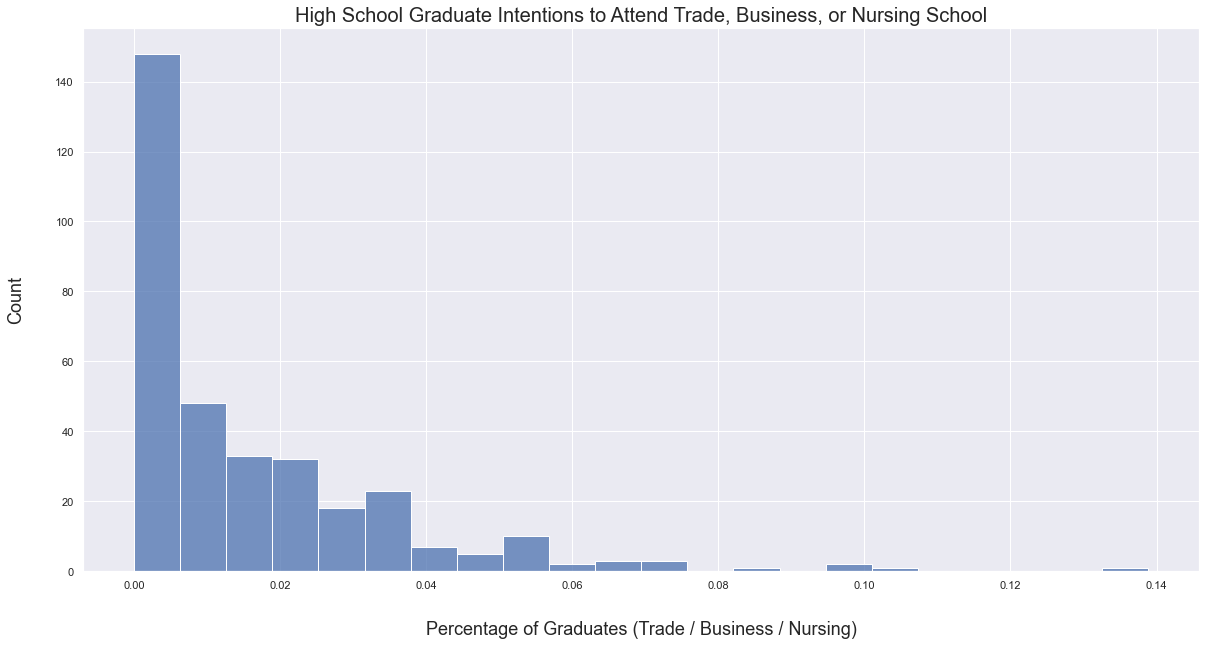 High School Graduate Intentions to Attend Trade, Business, or Nursing School
140
120
100
80
60
40
20
0
Count
0.00 0.02 0.04 0.06 0.08 0.10 0.12 0.14
Percentage of Graduates (Trade / Business / Nursing)